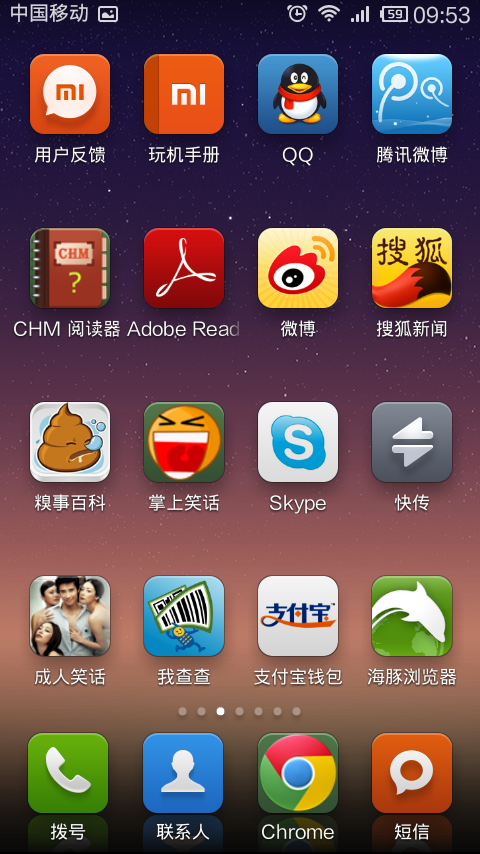 中国移动 59 09:53
mi mi
用户反馈 玩机手册 QQ 腾讯微博
CHM 搜狐
?
CHM 阅读器 Adobe Read 微博 搜狐新闻
S
糗事百科 掌上笑话 Skype 快传
支付宝
成人笑话 我查查 支付宝钱包 海豚浏览器
拨号 联系人 Chrome 短信